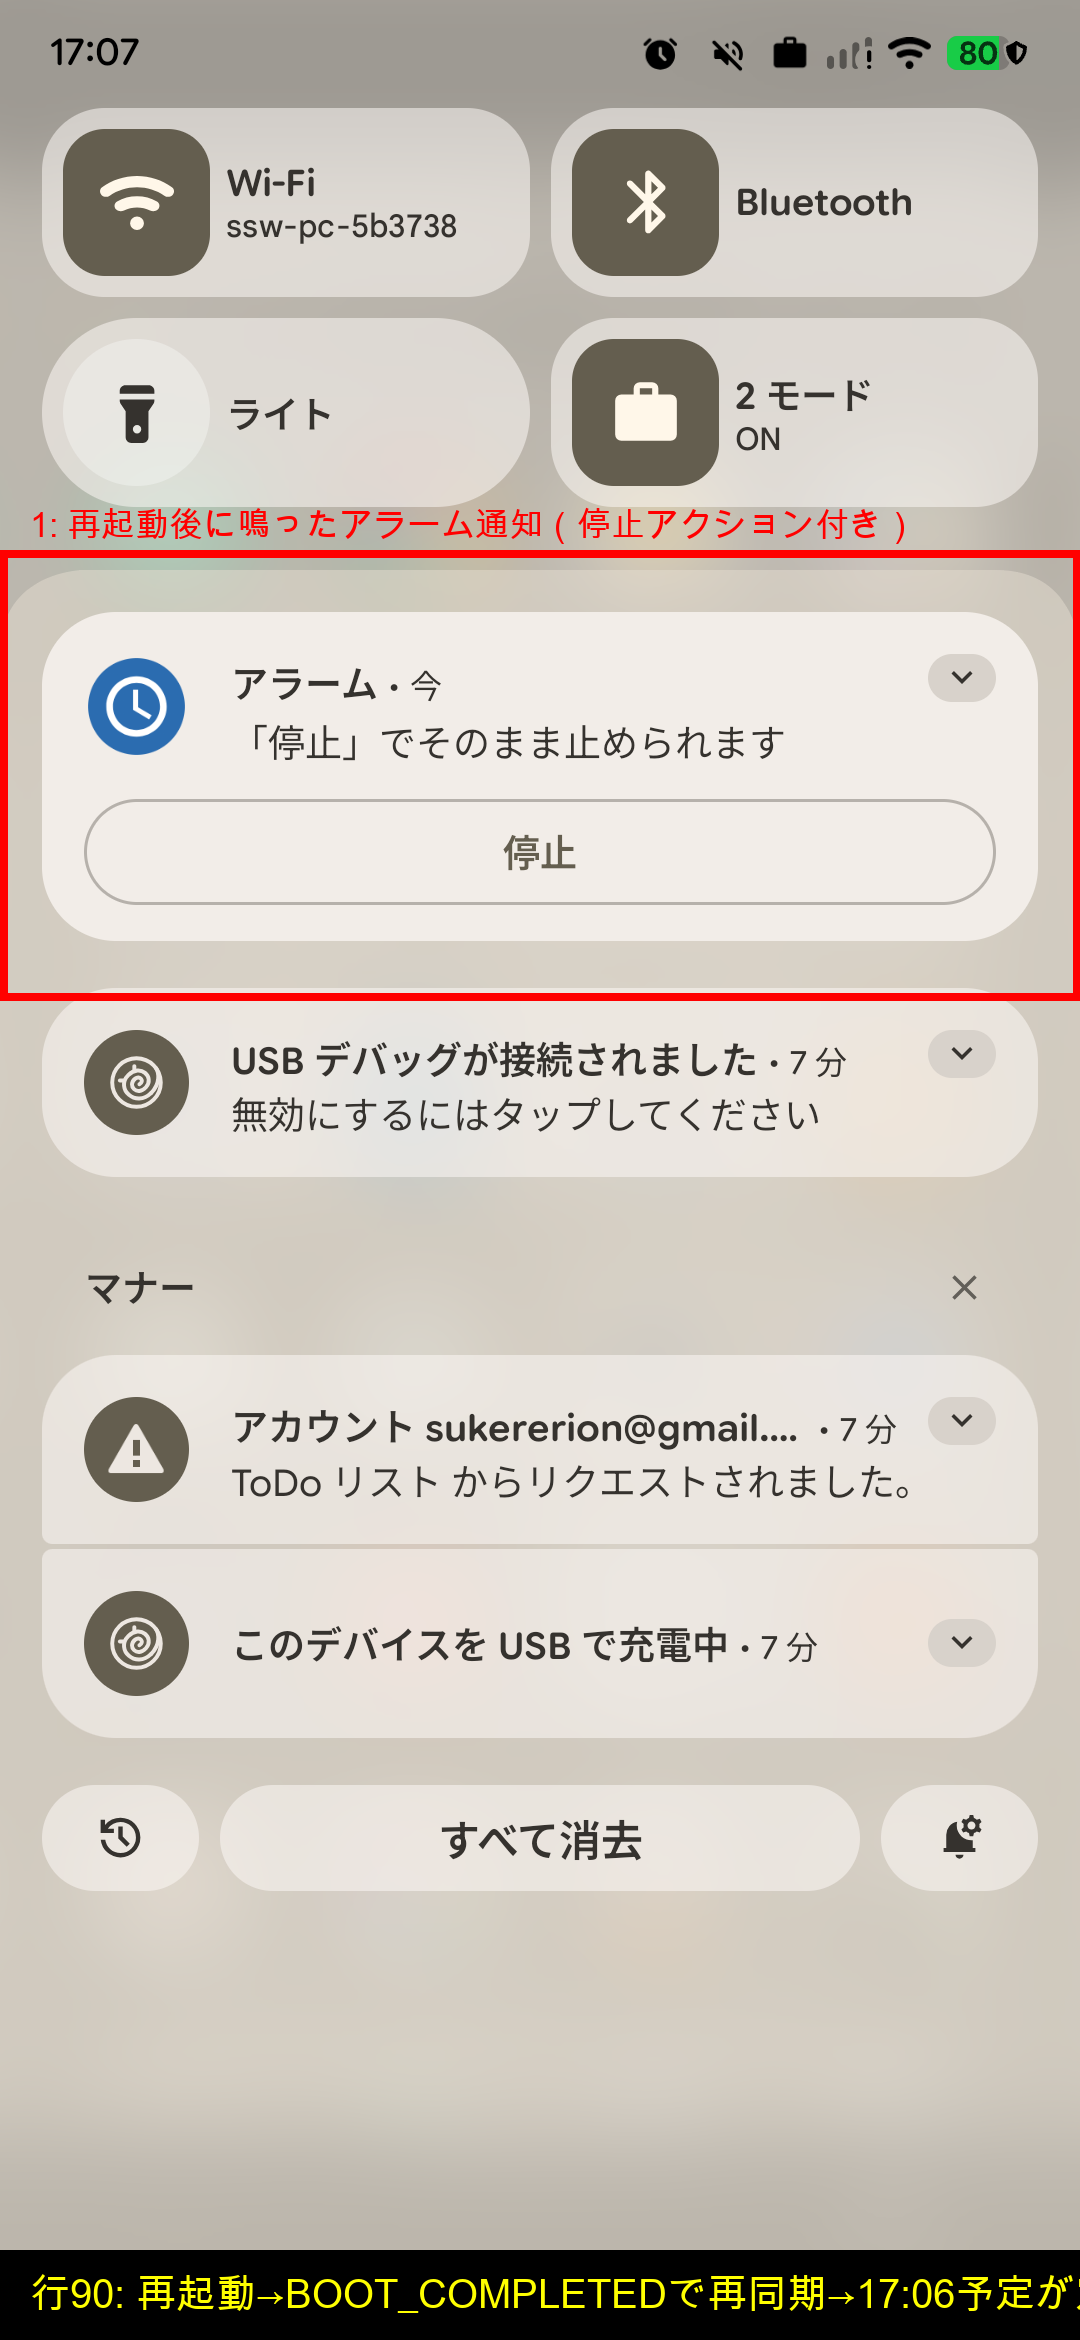 17:07
80
Wi-Fi
ssw-pc-5b3738
Bluetooth
ライト
2 モード
ON
1: 再起動後に鳴ったアラーム通知 ( 停止アクション付き )
アラーム • 今
「停止」でそのまま止められます
停止
USB デバッグが接続されました • 7 分
無効にするにはタップしてください
マナー
アカウント sukererion@gmail.... • 7 分
ToDo リスト からリクエストされました。
このデバイスを USB で充電中 • 7 分
すべて消去
行90: 再起動→BOOT_COMPLETEDで再同期→17:06予定が